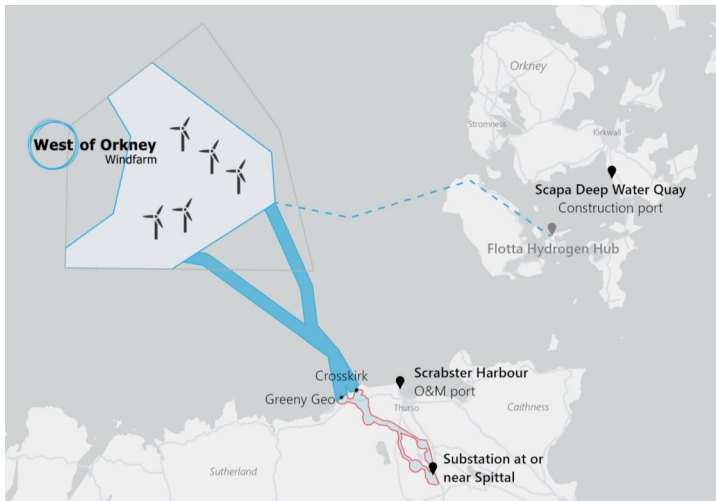 Orkney
Stromness
Kirkwall
West of Orkney
Windfarm
Scapa Deep Water Quay
Construction port
Flotta Hydrogen Hub
Crosskirk
Scrabster Harbour
O&M port
Greeny Geo
Thurso
Caithness
Substation at or
near Spittal
Sutherland